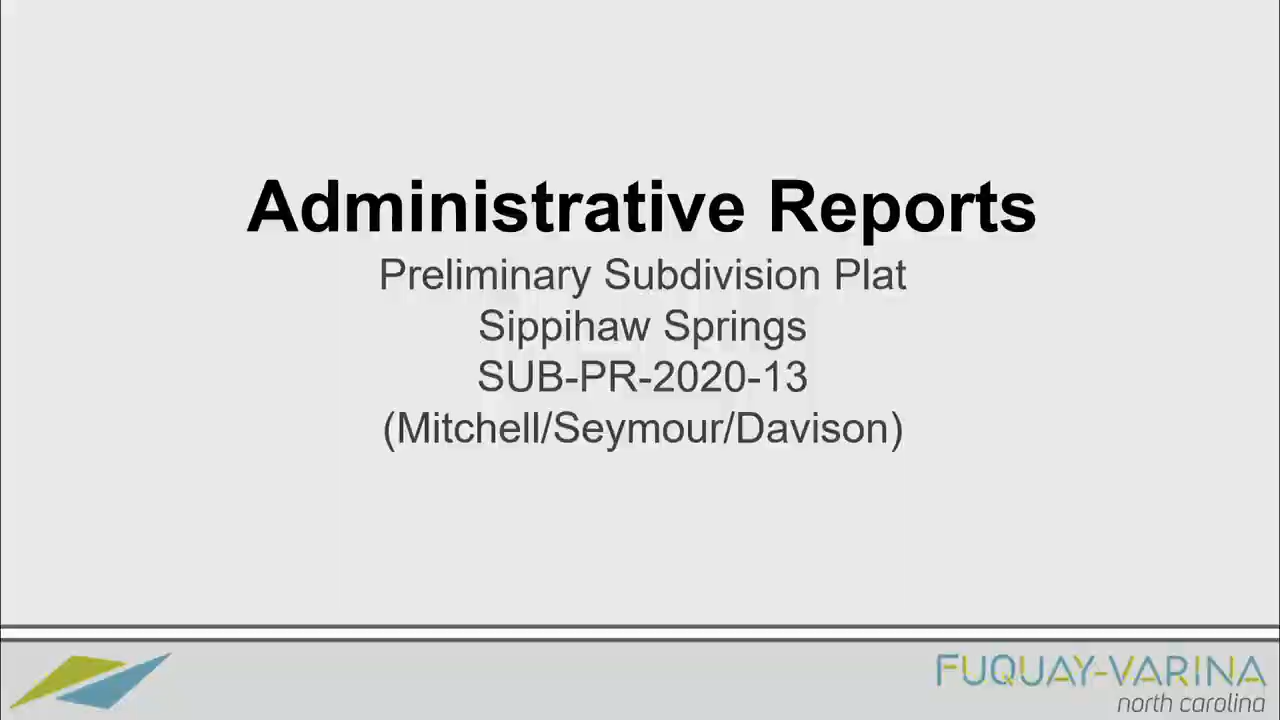 Administrative Reports
Preliminary Subdivision Plat
Sippihaw Springs
SUB-PR-2020-13
(Mitchell/Seymour/Davison)
FUQUAY-VARINA
north carolina